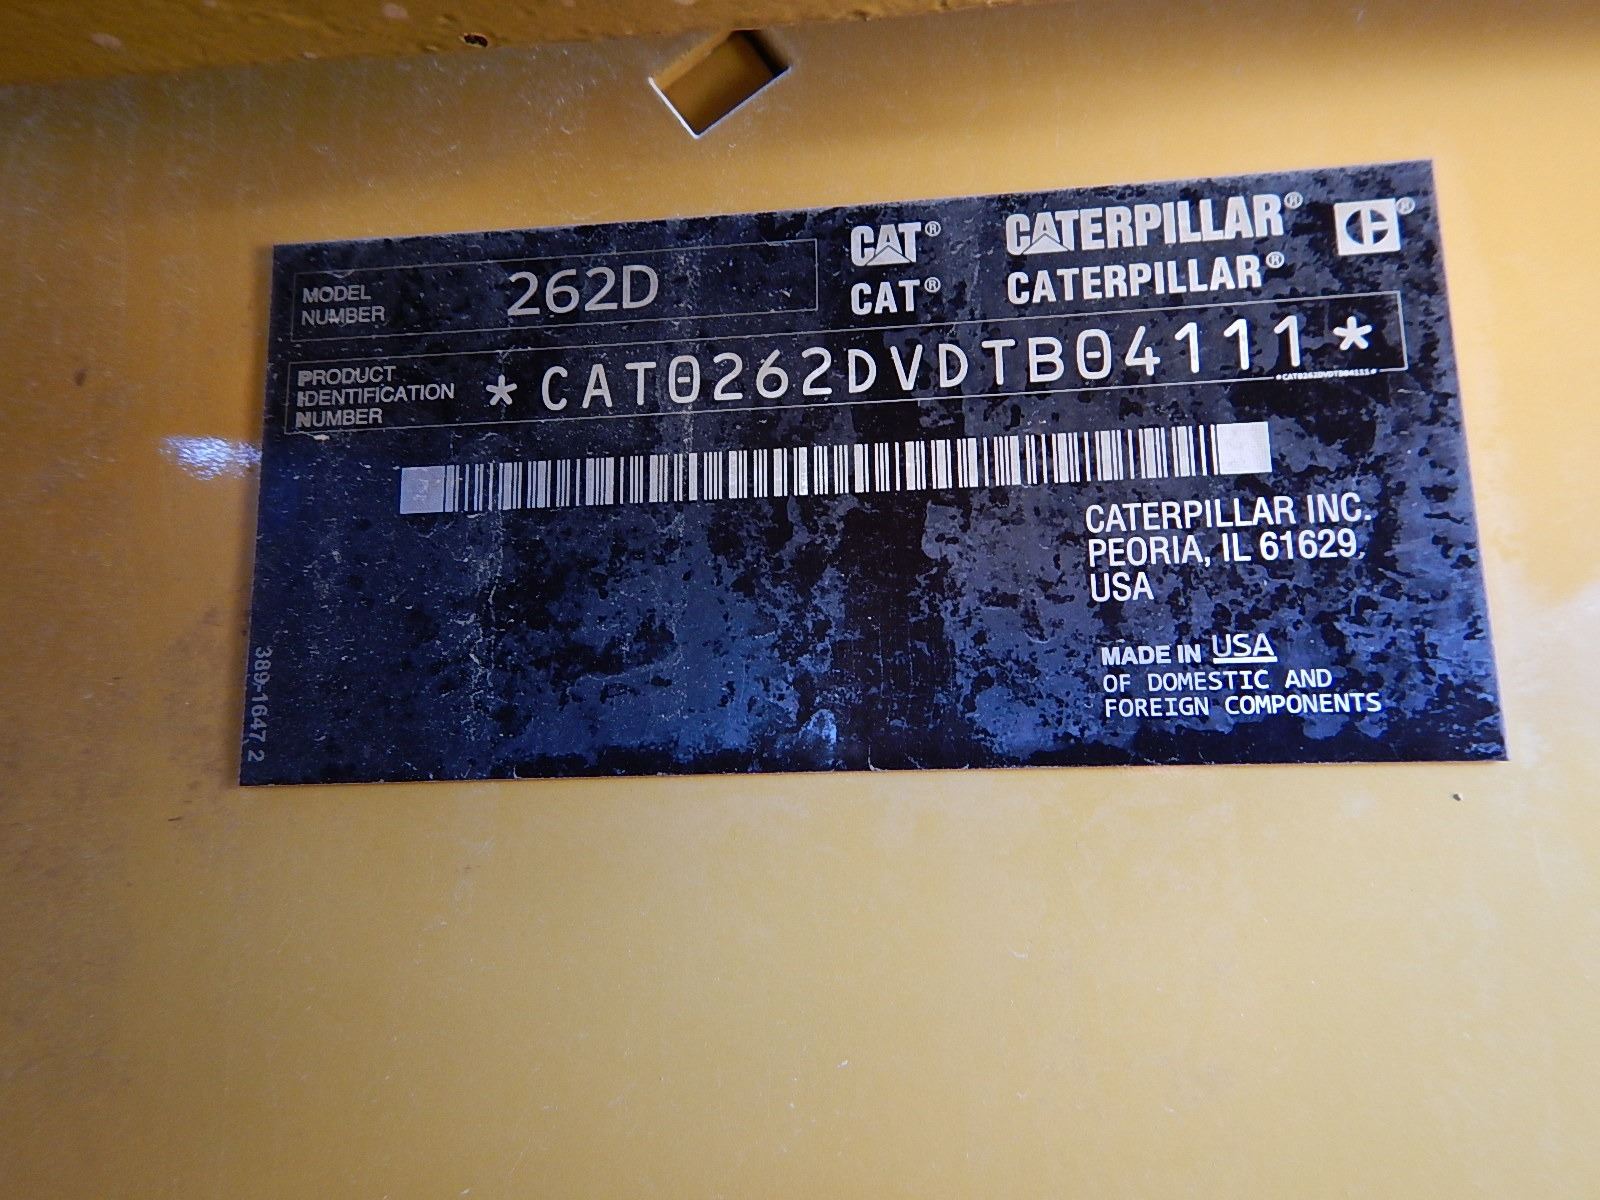 CAT® CATERPILLAR®
CAT® CATERPILLAR®
MODEL
NUMBER
262D
PRODUCT
IDENTIFICATION
NUMBER
*CAT0262DVDTB04111*
*CAT0262DVDTB04111*
CATERPILLAR INC.
PEORIA, IL 61629,
USA
MADE IN USA
OF DOMESTIC AND
FOREIGN COMPONENTS
389-1647 2